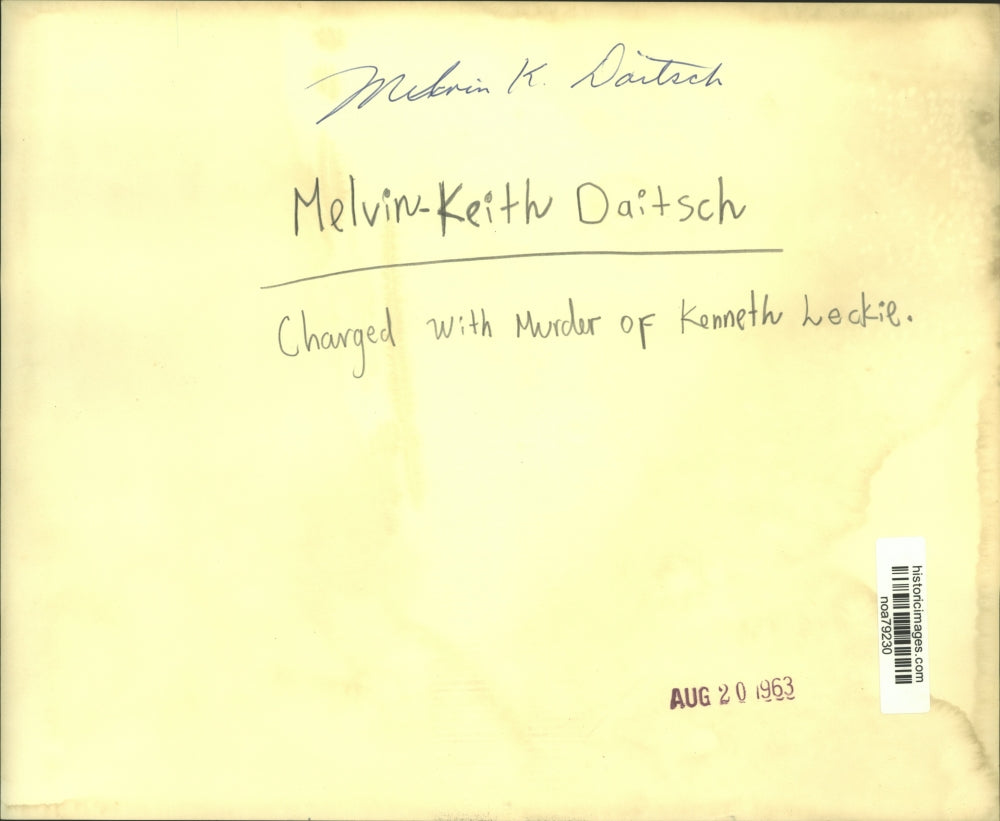 Melvin K. Daitsch
Melvin-Keith Daitsch
Charged with Murder of Kenneth Leckie.
historicimages.com
noa79230
AUG 20 1963